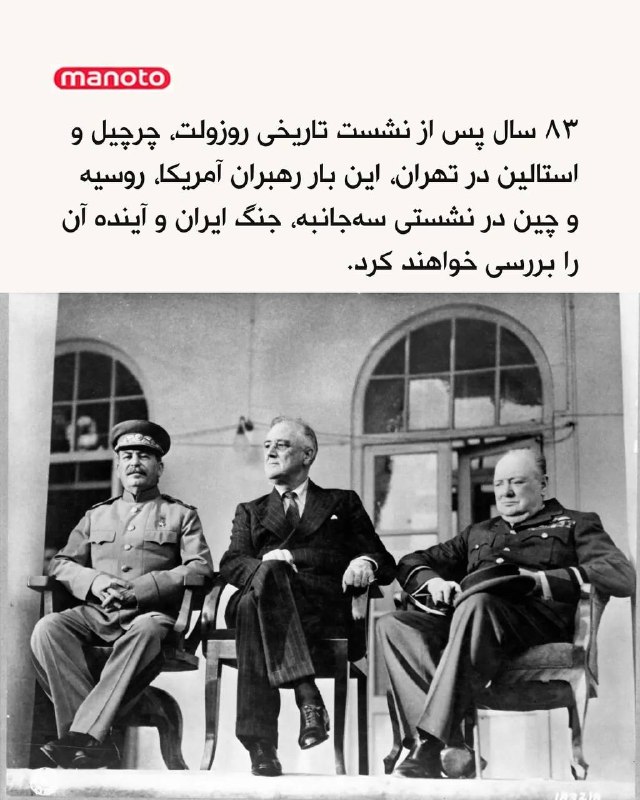 manoto
۸۳ سال پس از نشست تاریخی روزولت، چرچیل و
استالین در تهران، این بار رهبران آمریکا، روسیه
و چین در نشستی سه‌جانبه، جنگ ایران و آینده آن
را بررسی خواهند کرد.